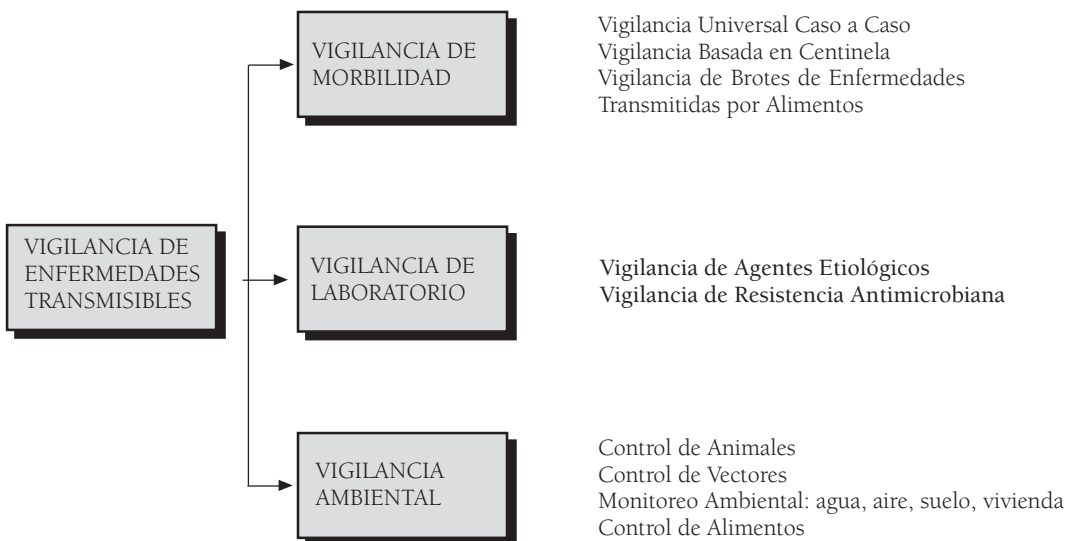 VIGILANCIA DE
MORBILIDAD
Vigilancia Universal Caso a Caso
Vigilancia Basada en Centinela
Vigilancia de Brotes de Enfermedades
Transmitidas por Alimentos
VIGILANCIA DE
ENFERMEDADES
TRANSMISIBLES
VIGILANCIA DE
LABORATORIO
Vigilancia de Agentes Etiológicos
Vigilancia de Resistencia Antimicrobiana
VIGILANCIA
AMBIENTAL
Control de Animales
Control de Vectores
Monitoreo Ambiental: agua, aire, suelo, vivienda
Control de Alimentos